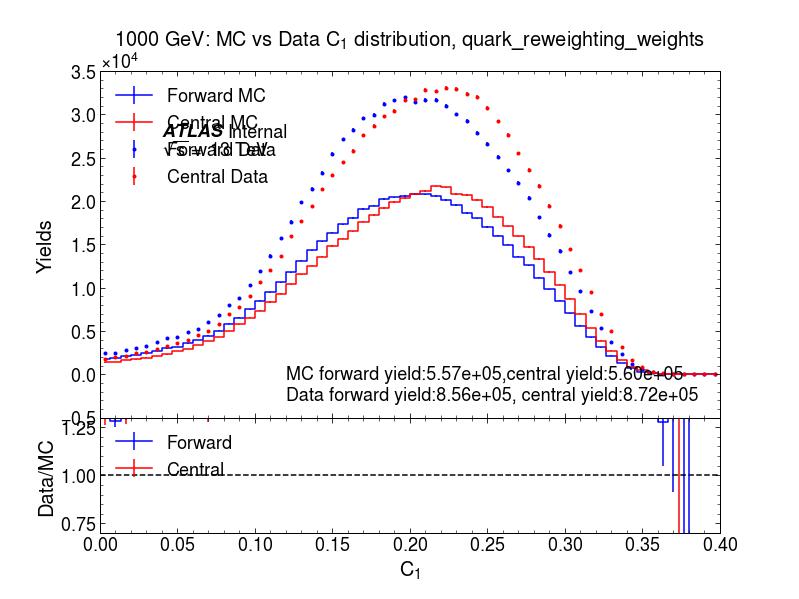 1000 GeV: MC vs Data C₁ distribution, quark_reweighting_weights
×10⁴
3.5
3.0
2.5
2.0
1.5
1.0
0.5
0.0
0.5
Yields
Forward MC
Central MC
ATLAS Internal
√s = 13 TeV
Forward Data
Central Data
MC forward yield:5.57e+05,central yield:5.60e+05
Data forward yield:8.56e+05, central yield:8.72e+05
1.25
1.00
0.75
Data/MC
Forward
Central
0.00 0.05 0.10 0.15 0.20 0.25 0.30 0.35 0.40
C₁